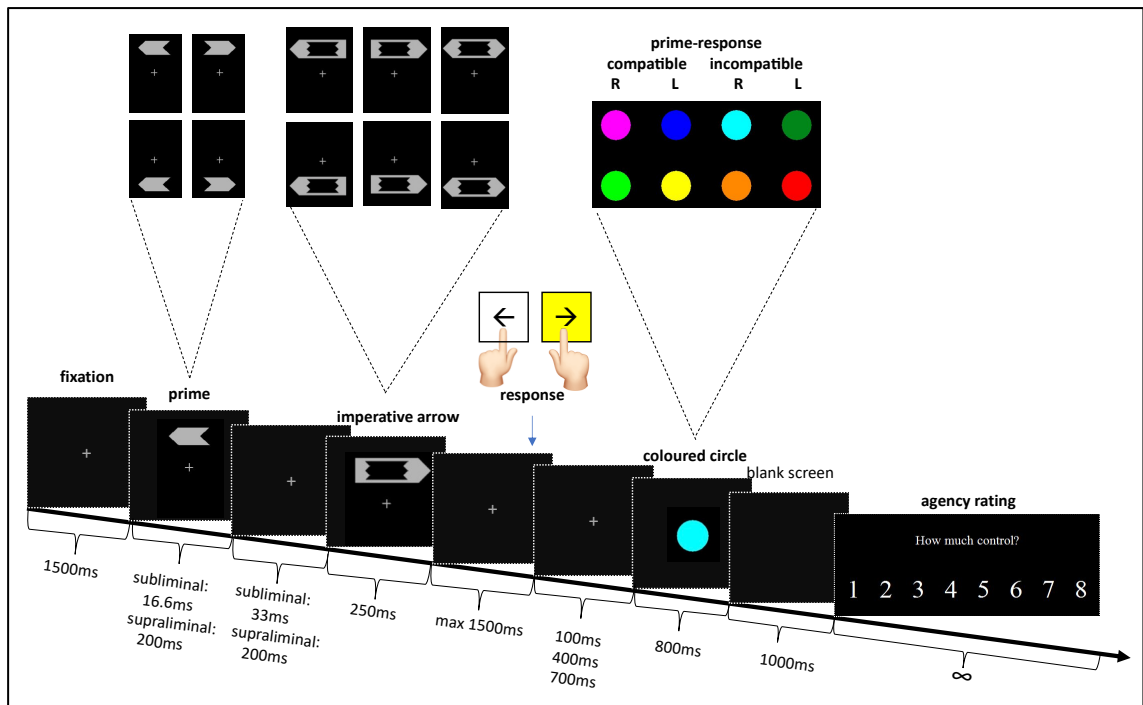 prime-response
compatible incompatible
R L R L
← →
fixation
prime
imperative arrow
response
coloured circle
blank screen
agency rating
How much control?
1 2 3 4 5 6 7 8
1500ms
subliminal:
16.6ms
supraliminal:
200ms
subliminal:
33ms
supraliminal:
200ms
250ms
max 1500ms
100ms
400ms
700ms
800ms
1000ms
∞